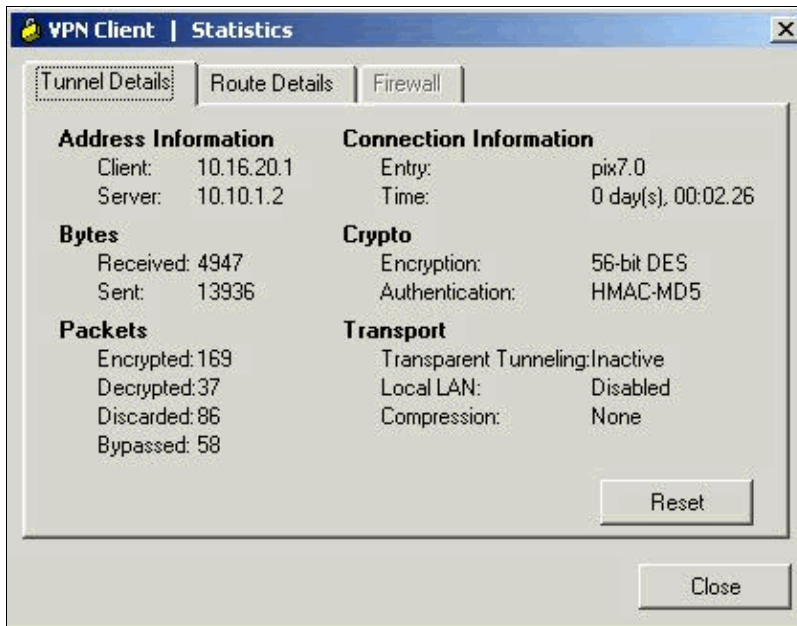 VPN Client | Statistics
Tunnel Details
Route Details
Firewall
Address Information
Client: 10.16.20.1
Server: 10.10.1.2
Connection Information
Entry: pix7.0
Time: 0 day(s), 00:02.26
Bytes
Received: 4947
Sent: 13936
Crypto
Encryption: 56-bit DES
Authentication: HMAC-MD5
Packets
Encrypted: 169
Decrypted: 37
Discarded: 86
Bypassed: 58
Transport
Transparent Tunneling: Inactive
Local LAN: Disabled
Compression: None
Reset
Close